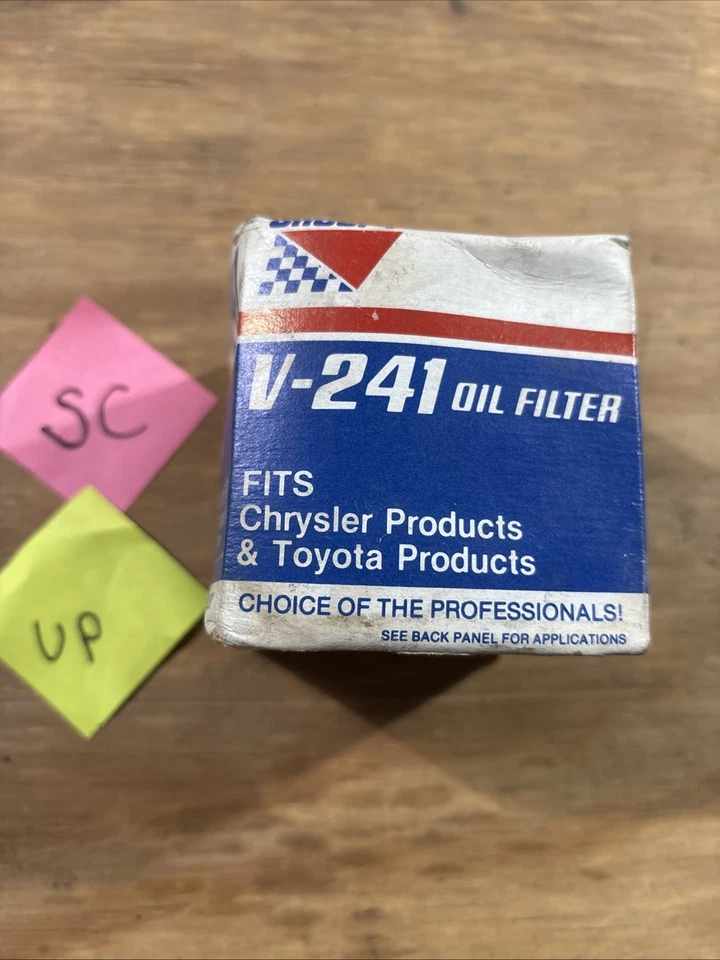 V-241 OIL FILTER
FITS
Chrysler Products
& Toyota Products
CHOICE OF THE PROFESSIONALS!
SEE BACK PANEL FOR APPLICATIONS
SC
UP